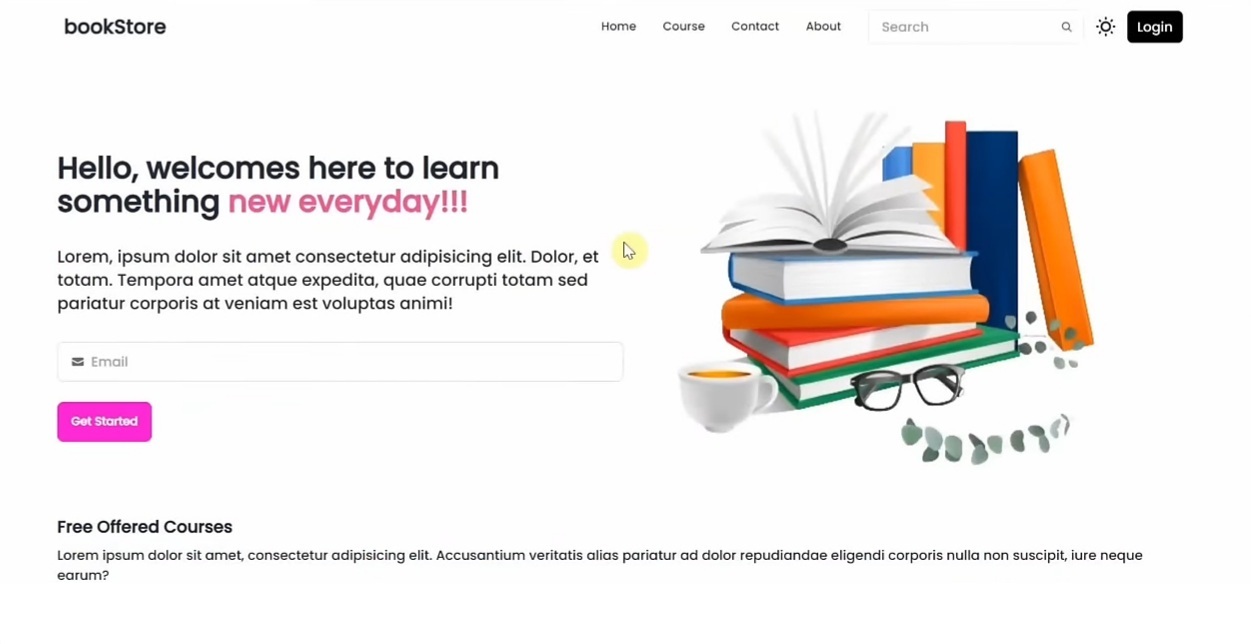 bookStore
Home Course Contact About Search Login
Hello, welcomes here to learn
something new everyday!!!
Lorem, ipsum dolor sit amet consectetur adipisicing elit. Dolor, et
totam. Tempora amet atque expedita, quae corrupti totam sed
pariatur corporis at veniam est voluptas animi!
Email
Get Started
Free Offered Courses
Lorem ipsum dolor sit amet, consectetur adipisicing elit. Accusantium veritatis alias pariatur ad dolor repudiandae eligendi corporis nulla non suscipit, iure neque
earum?